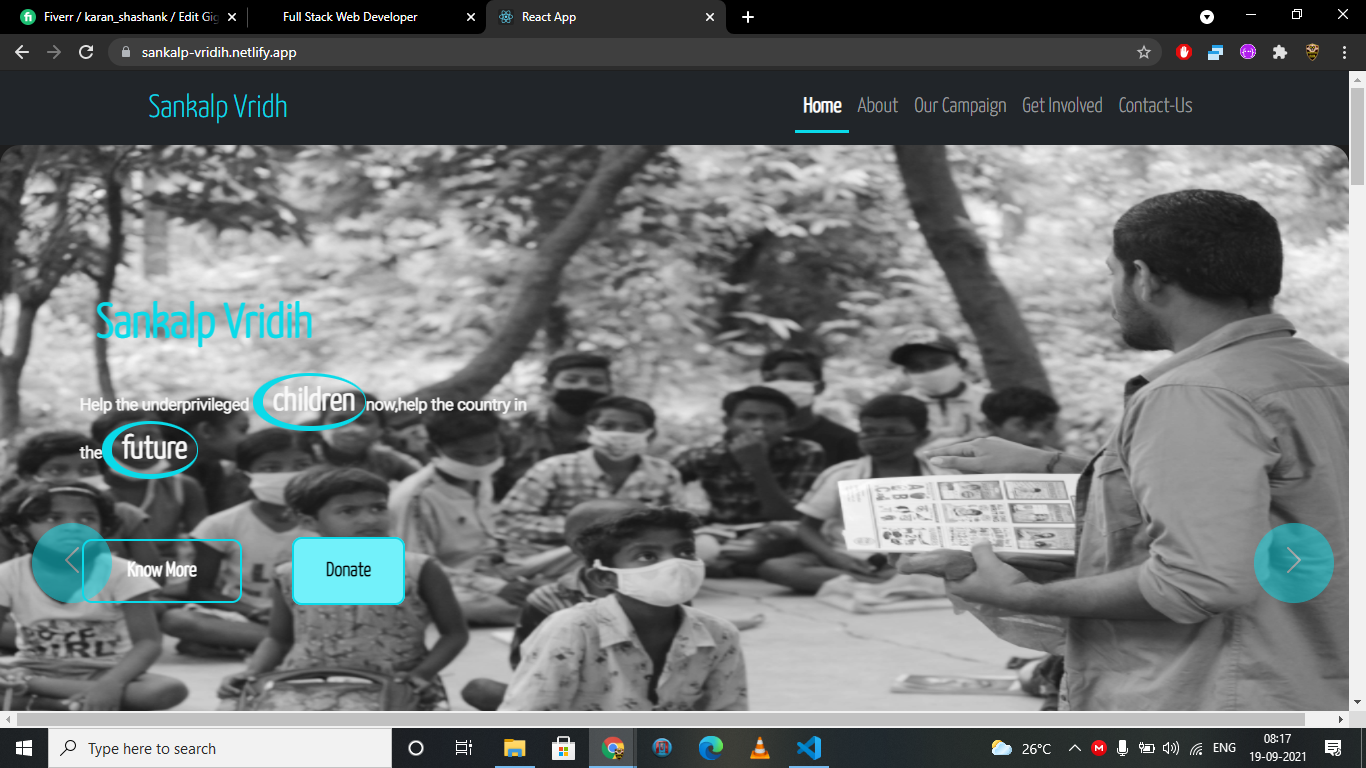 Fiverr / karan_shashank / Edit Gig
Full Stack Web Developer
React App
sankalp-vridih.netlify.app
Sankalp Vridh
Home About Our Campaign Get Involved Contact-Us
Sankalp Vridih
Help the underprivileged children now,help the country in
the future
Know More
Donate
Type here to search
26°C
ENG
08:17
19-09-2021